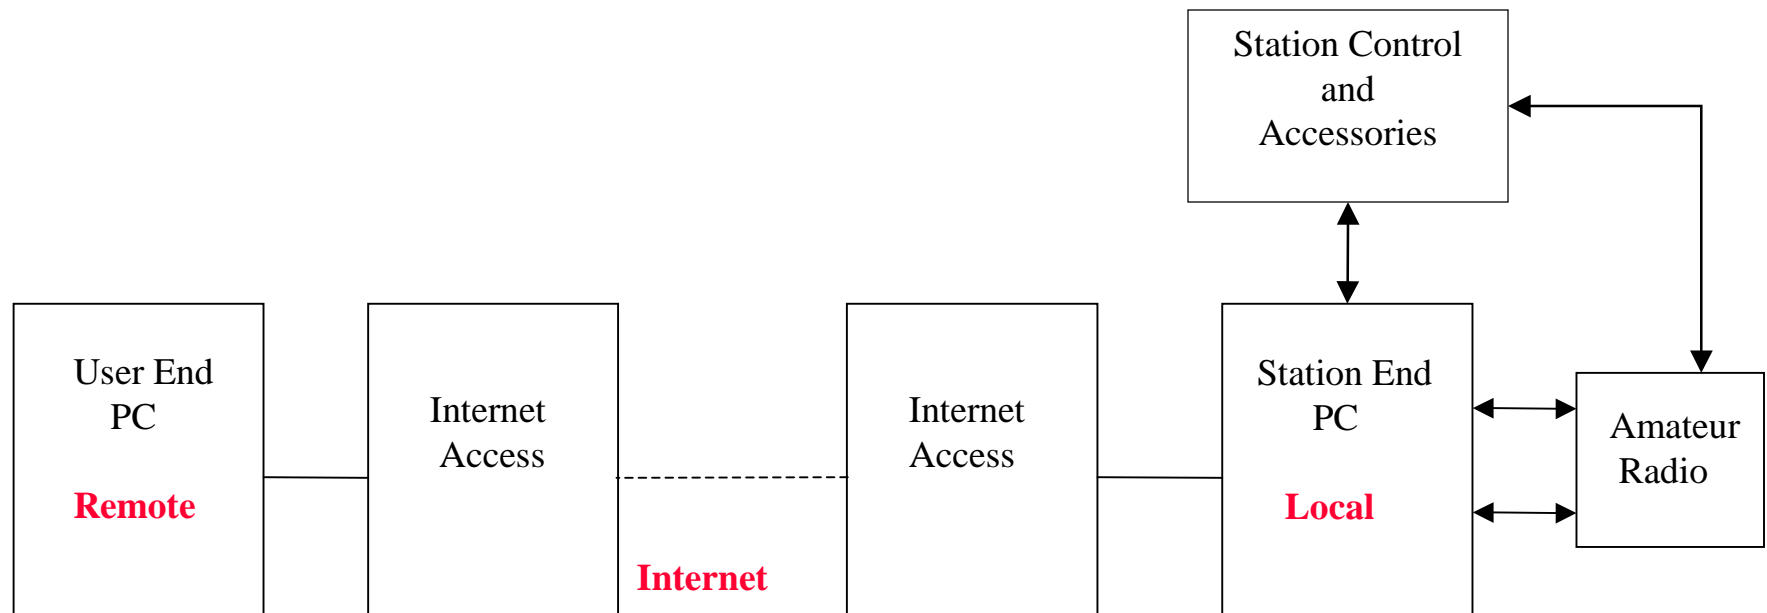 Station Control
and
Accessories
User End
PC
Remote
Internet
Access
Internet
Internet
Access
Station End
PC
Local
Amateur
Radio